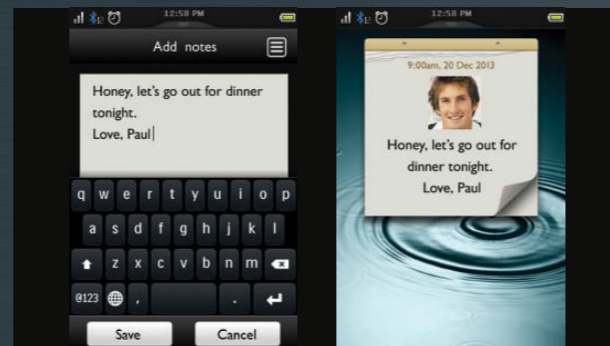 12:58 PM
Add notes
Honey, let's go out for dinner
tonight.
Love, Paul
q w e r t y u i o p
a s d f g h j k l
z x c v b n m
@123 , .
Save Cancel
12:58 PM
9:00am, 20 Dec 2013
Honey, let's go out for
dinner tonight.
Love, Paul